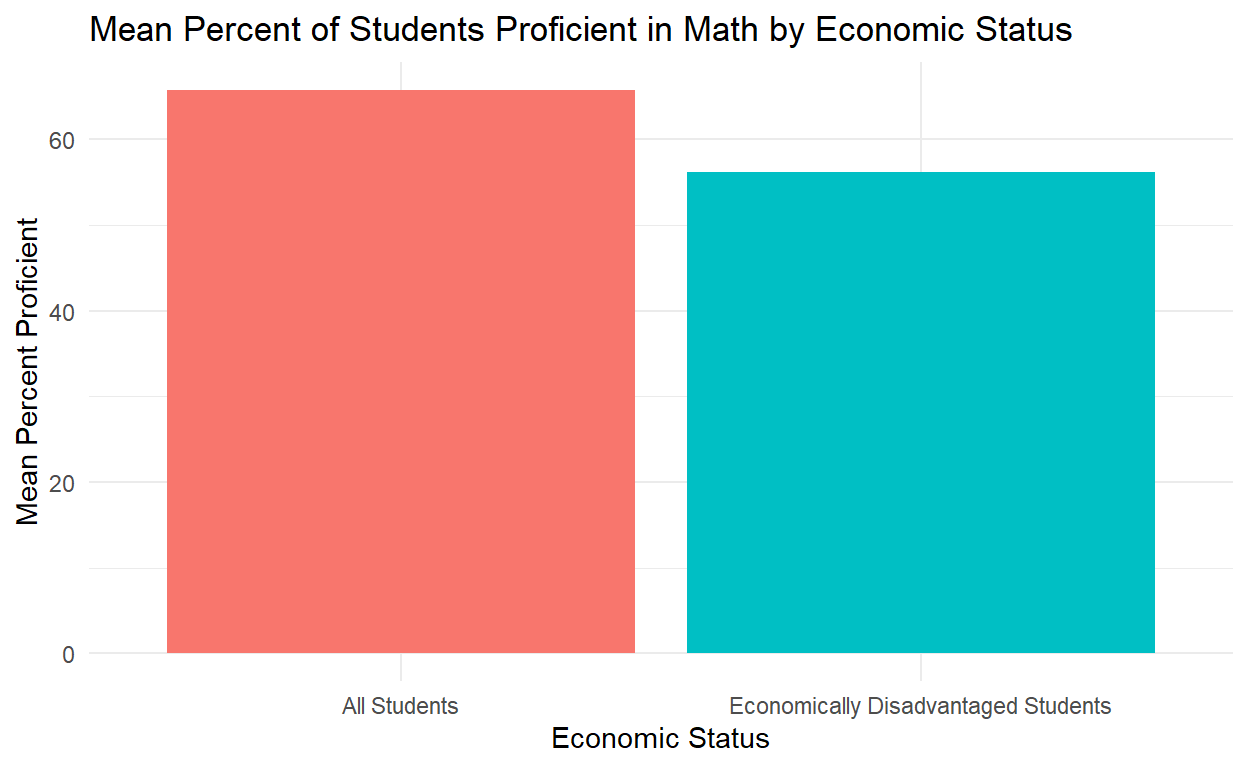 Mean Percent of Students Proficient in Math by Economic Status
Mean Percent Proficient
60
40
20
0
All Students
Economically Disadvantaged Students
Economic Status